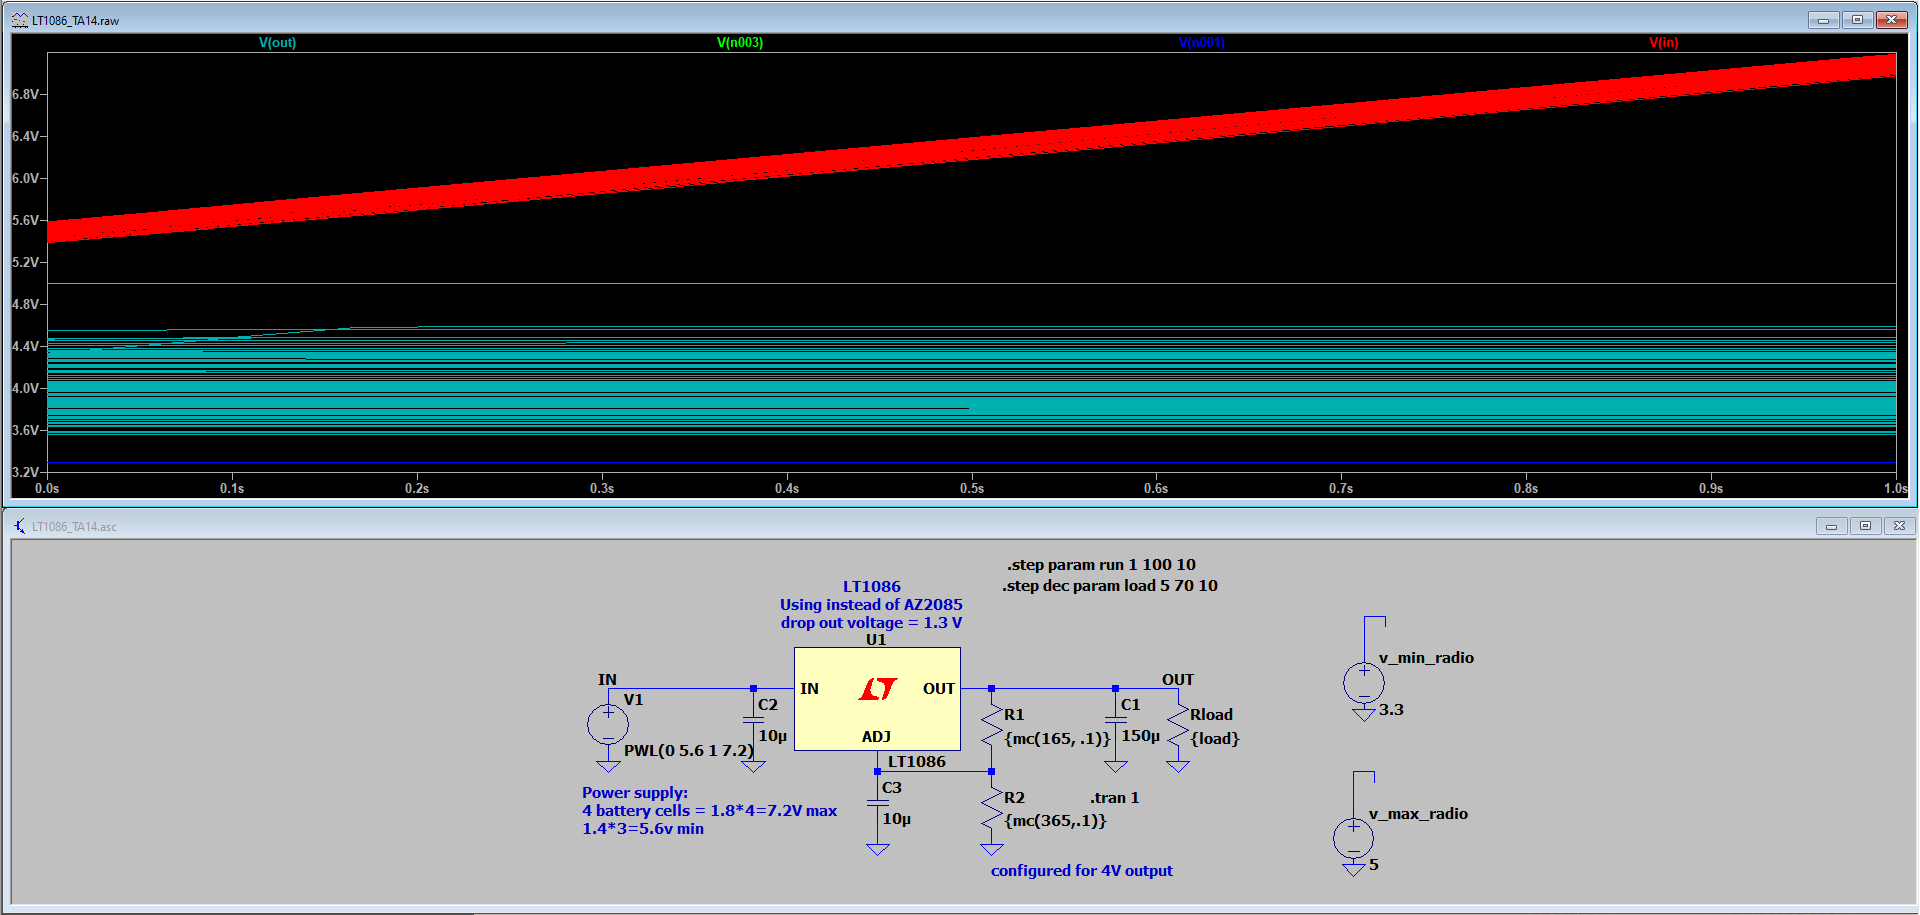 LT1086_TA14.raw
V(out) V(n003) V(n001) V(in)
6.8V
6.4V
6.0V
5.6V
5.2V
4.8V
4.4V
4.0V
3.6V
3.2V
0.0s 0.1s 0.2s 0.3s 0.4s 0.5s 0.6s 0.7s 0.8s 0.9s 1.0s
LT1086_TA14.asc
.step param run 1 100 10
.step dec param load 5 70 10
LT1086
Using instead of AZ2085
drop out voltage = 1.3 V
U1
IN
V1
PWL(0 5.6 1 7.2)
C2
10µ
IN
OUT
ADJ
LT1086
C3
10µ
R1
{mc(165, .1)}
R2
{mc(365,.1)}
C1
150µ
OUT
Rload
{load}
.tran 1
Power supply:
4 battery cells = 1.8*4=7.2V max
1.4*3=5.6v min
configured for 4V output
v_min_radio
3.3
v_max_radio
5